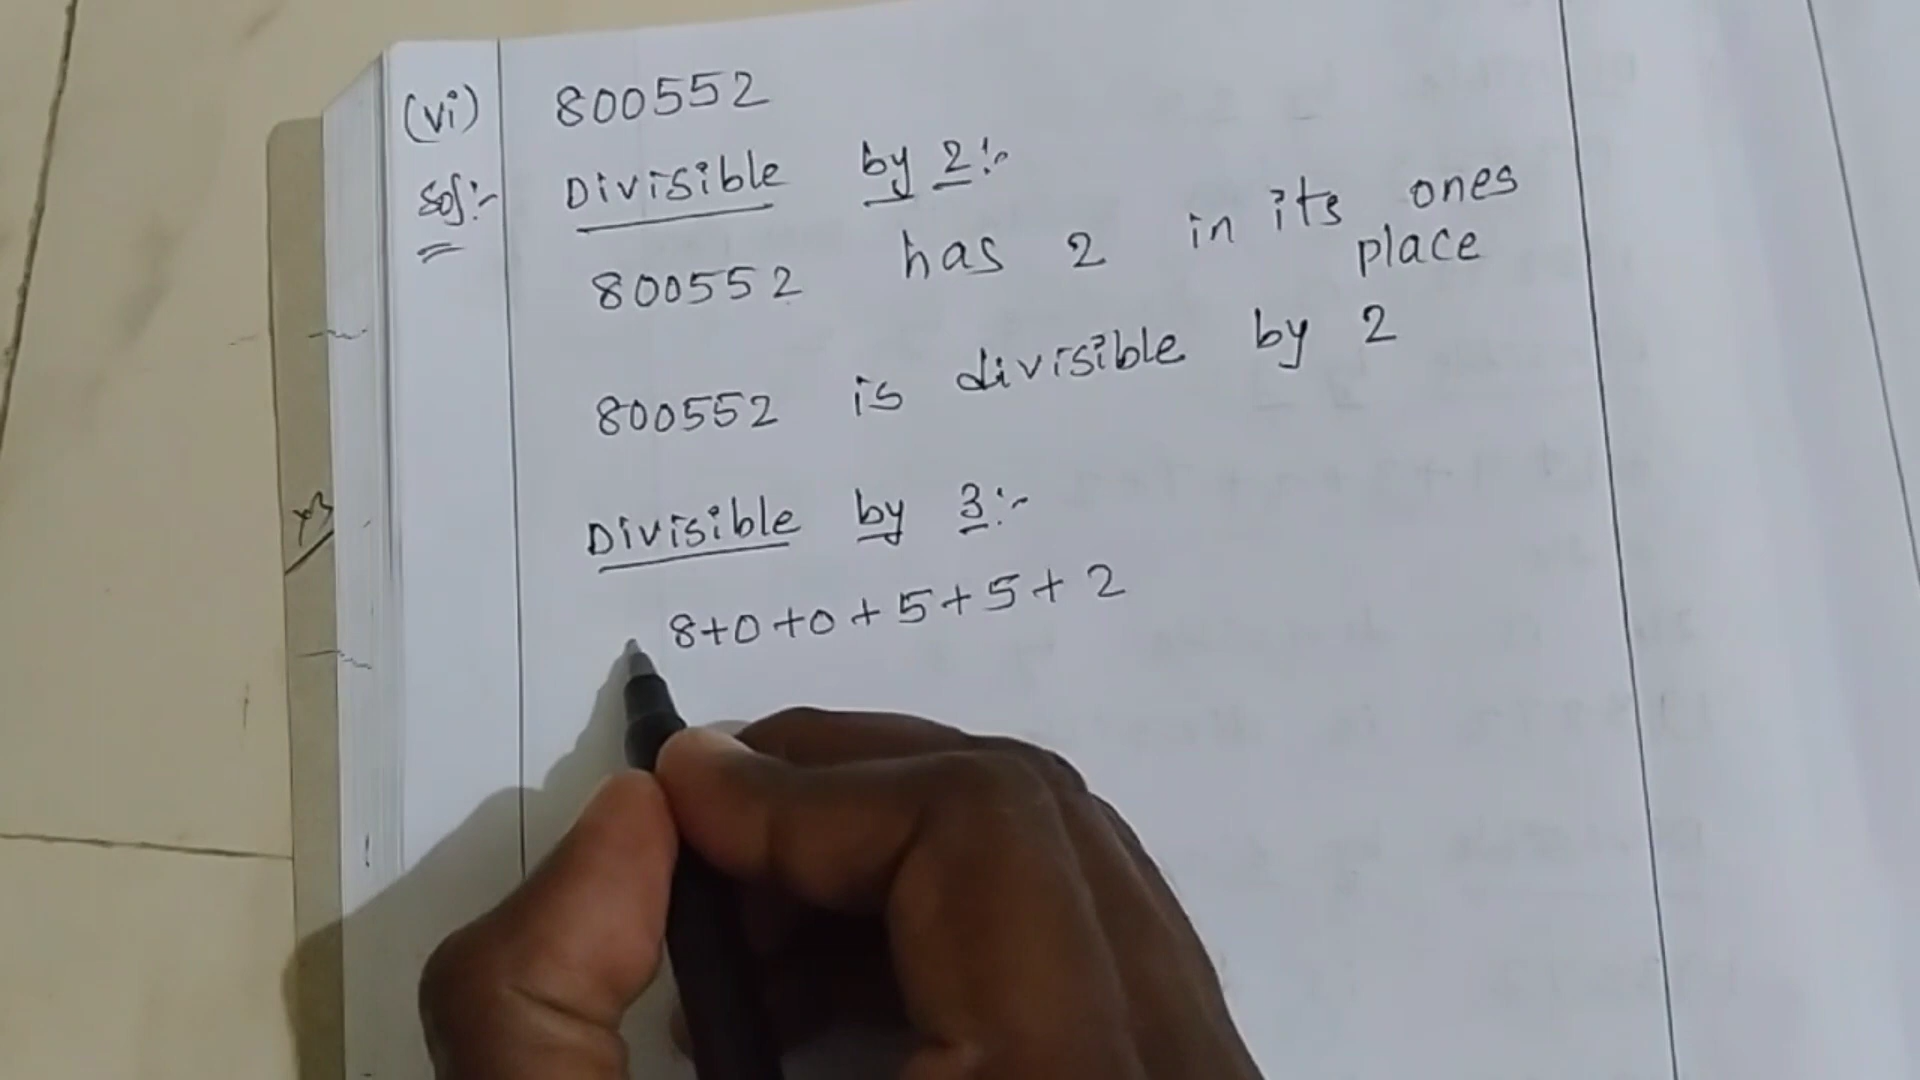 (vi) 800552
Sol:- Divisible by 2:-
800552 has 2 in its ones
place
800552 is divisible by 2
Divisible by 3:-
8+0+0+5+5+2